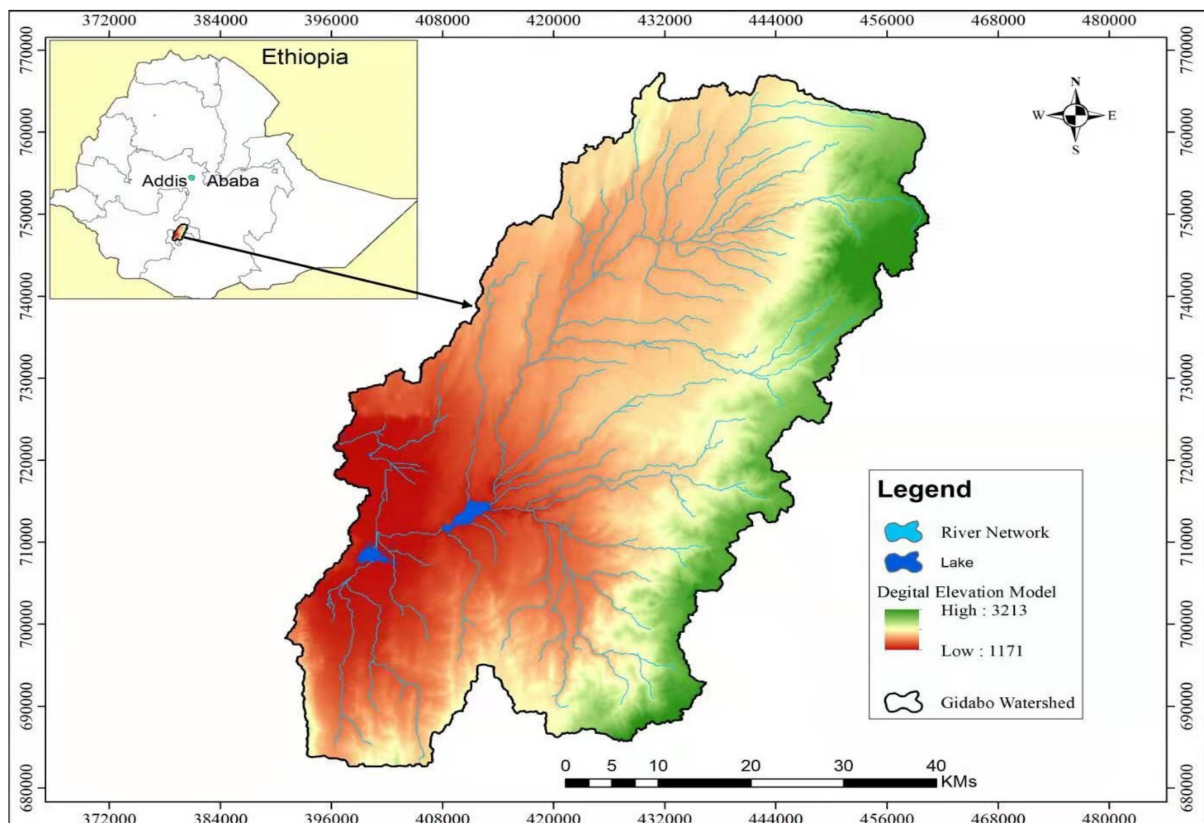 372000 384000 396000 408000 420000 432000 444000 456000 468000 480000
770000 760000 750000 740000 730000 720000 710000 700000 690000 680000
Ethiopia
Addis Ababa
N
W E
S
Legend
River Network
Lake
Degital Elevation Model
High : 3213
Low : 1171
Gidabo Watershed
0 5 10 20 30 40
KMs
770000 760000 750000 740000 730000 720000 710000 700000 690000 680000
372000 384000 396000 408000 420000 432000 444000 456000 468000 480000